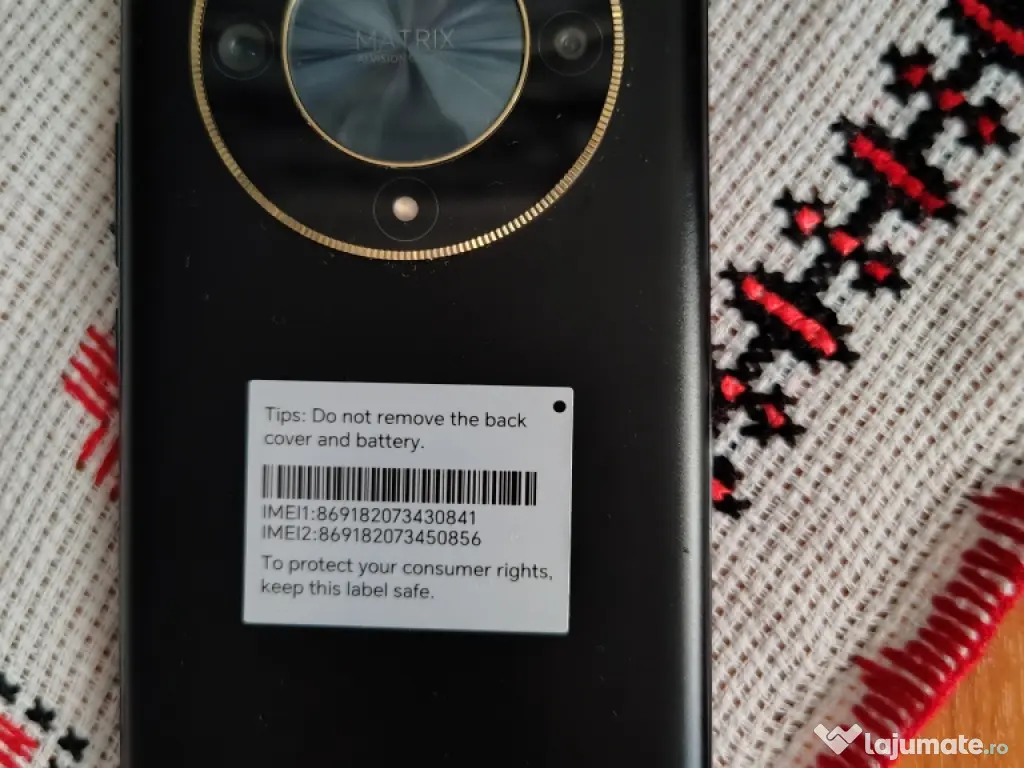 MATRIX
Tips: Do not remove the back
cover and battery.
IMEI1:869182073430841
IMEI2:869182073450856
To protect your consumer rights,
keep this label safe.
lajumate.ro